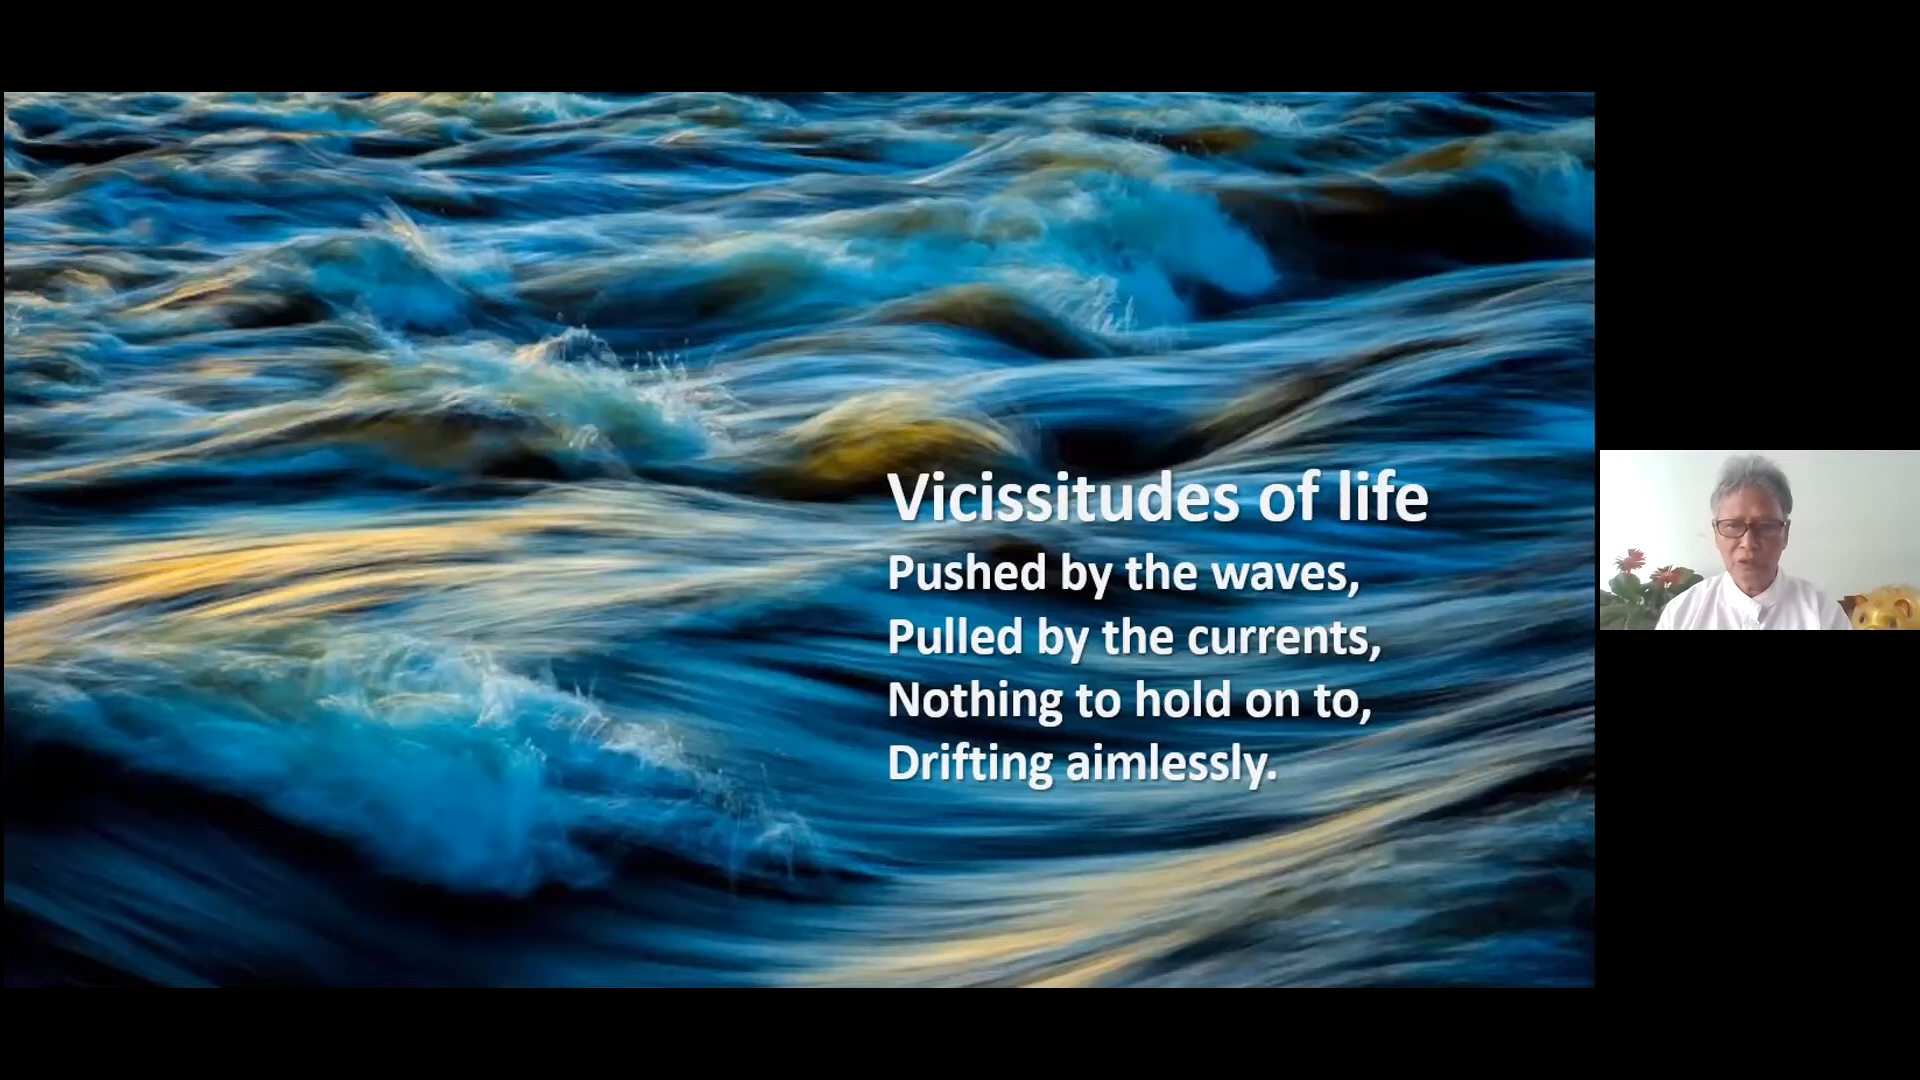 Vicissitudes of life
Pushed by the waves,
Pulled by the currents,
Nothing to hold on to,
Drifting aimlessly.